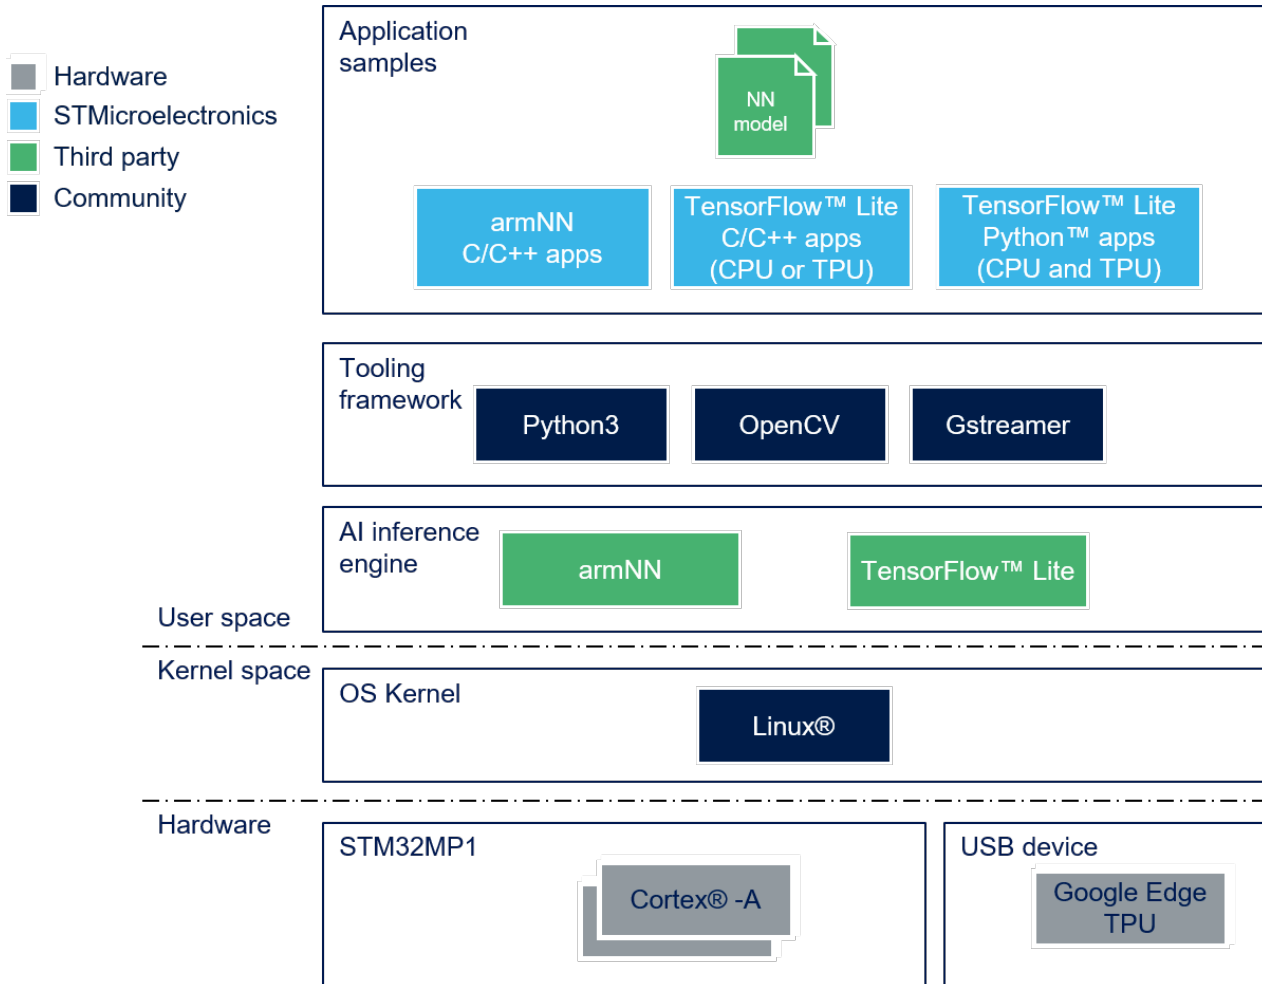 Hardware
STMicroelectronics
Third party
Community
Application
samples
NN
model
armNN
C/C++ apps
TensorFlow™ Lite
C/C++ apps
(CPU or TPU)
TensorFlow™ Lite
Python™ apps
(CPU and TPU)
Tooling
framework
Python3
OpenCV
Gstreamer
AI inference
engine
armNN
TensorFlow™ Lite
User space
Kernel space
OS Kernel
Linux®
Hardware
STM32MP1
Cortex® -A
USB device
Google Edge
TPU